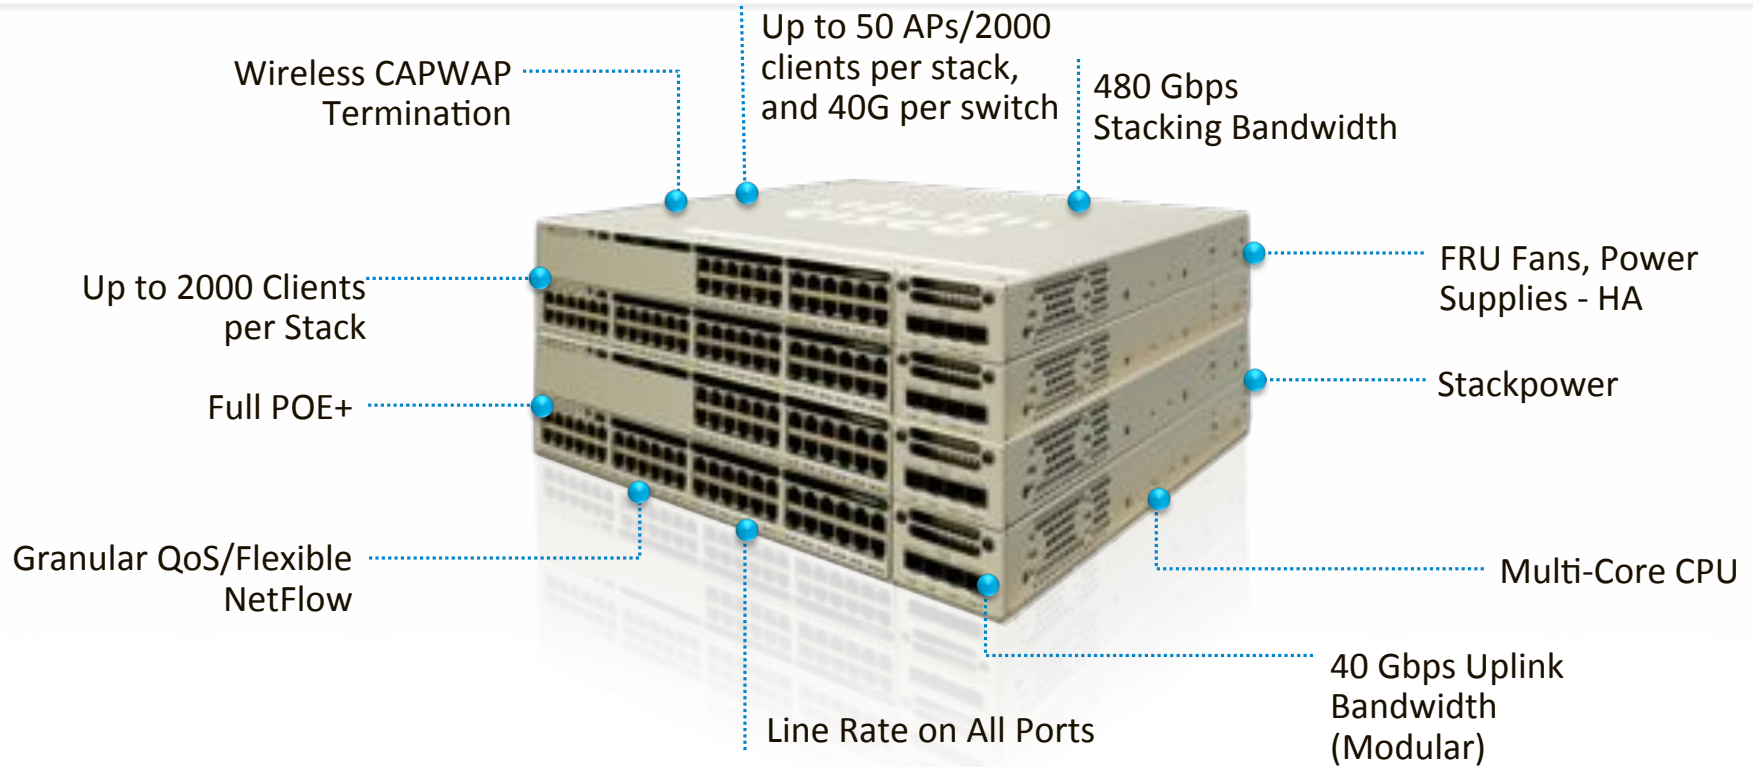 Up to 50 APs/2000
clients per stack,
and 40G per switch
Wireless CAPWAP
Termination
480 Gbps
Stacking Bandwidth
Up to 2000 Clients
per Stack
FRU Fans, Power
Supplies - HA
Full POE+
Stackpower
Granular QoS/Flexible
NetFlow
Multi-Core CPU
40 Gbps Uplink
Bandwidth
(Modular)
Line Rate on All Ports
CISCO